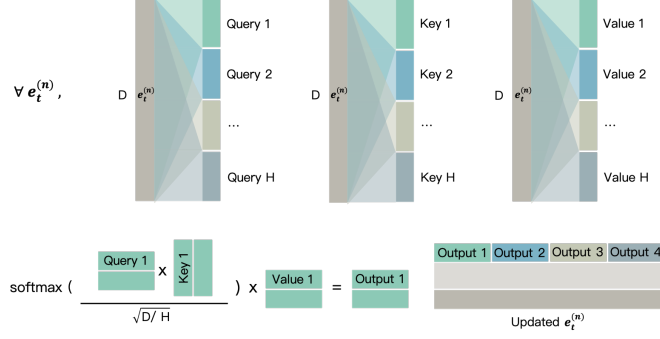 Query 1
Key 1
Value 1
Query 2
Key 2
Value 2
∀ e_t^(n),
D e_t^(n)
D e_t^(n)
D e_t^(n)
...
...
...
Query H
Key H
Value H
Output 1 Output 2 Output 3 Output 4
softmax ( Query 1 x Key 1 ) x Value 1 = Output 1
√D/ H
Updated e_t^(n)